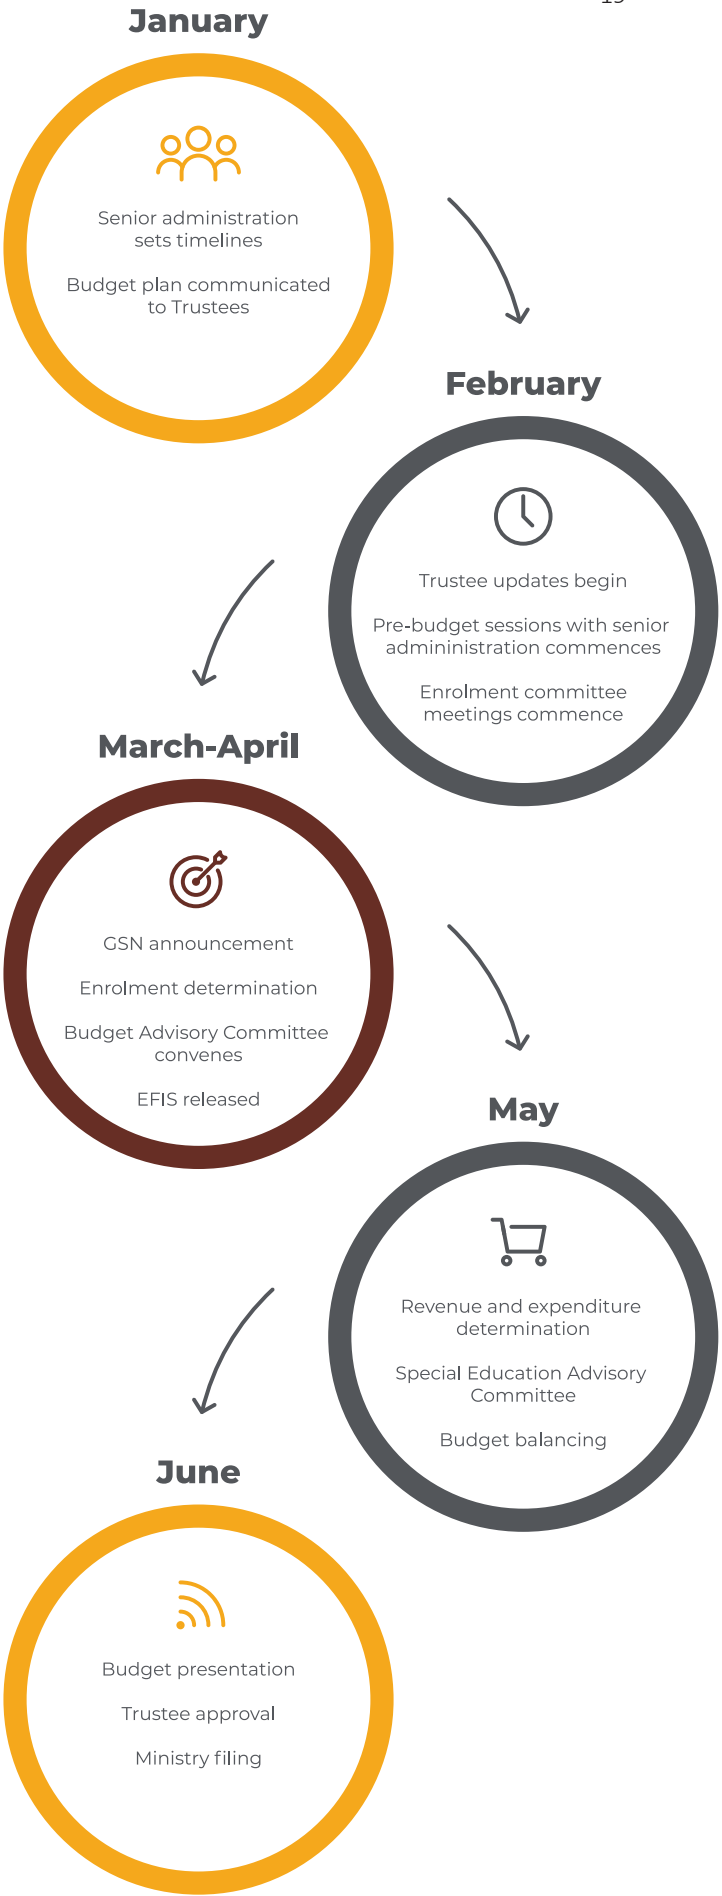 January
Senior administration
sets timelines
Budget plan communicated
to Trustees
February
Trustee updates begin
Pre-budget sessions with senior
admininistration commences
Enrolment committee
meetings commence
March-April
GSN announcement
Enrolment determination
Budget Advisory Committee
convenes
EFIS released
May
Revenue and expenditure
determination
Special Education Advisory
Committee
Budget balancing
June
Budget presentation
Trustee approval
Ministry filing